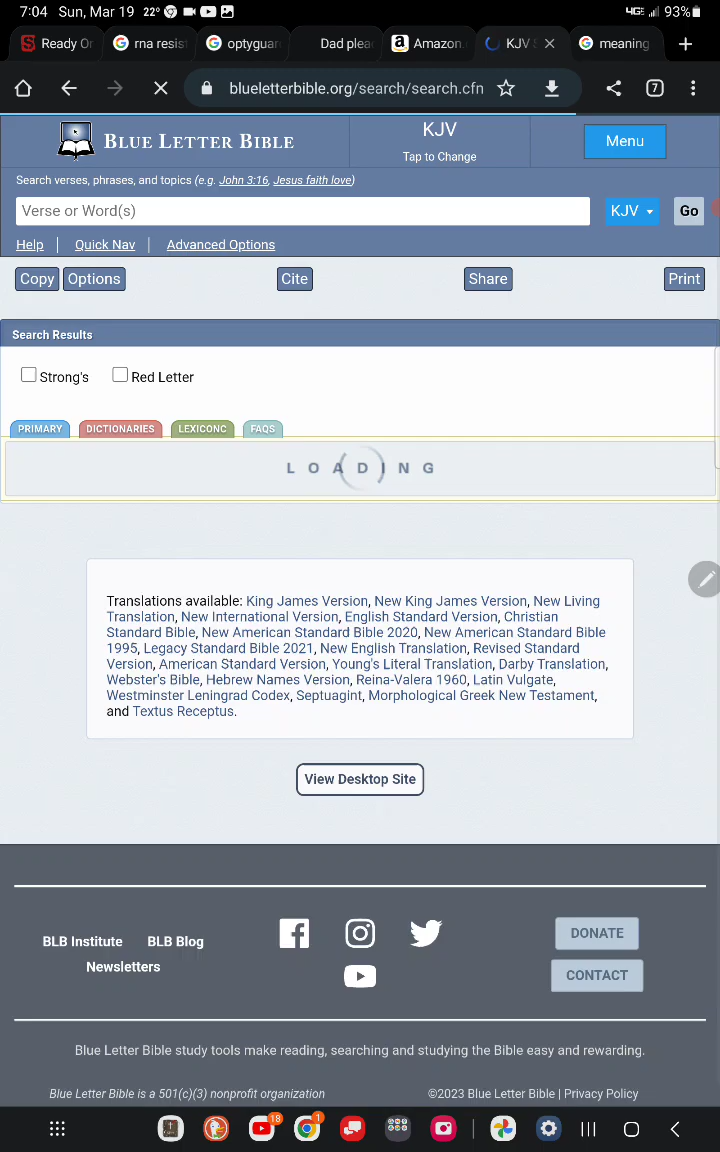 7:04 Sun, Mar 19 22° 4GE 93%
Ready Or rna resis optyguar Dad plea Amazon. KJV S meaning
blueletterbible.org/search/search.cfn 7
BLUE LETTER BIBLE KJV Menu
Tap to Change
Search verses, phrases, and topics (e.g. John 3:16, Jesus faith love)
Verse or Word(s) KJV Go
Help Quick Nav Advanced Options
Copy Options Cite Share Print
Search Results
Strong's Red Letter
PRIMARY DICTIONARIES LEXICONC FAQS
LOADING
Translations available: King James Version, New King James Version, New Living
Translation, New International Version, English Standard Version, Christian
Standard Bible, New American Standard Bible 2020, New American Standard Bible
1995, Legacy Standard Bible 2021, New English Translation, Revised Standard
Version, American Standard Version, Young's Literal Translation, Darby Translation,
Webster's Bible, Hebrew Names Version, Reina-Valera 1960, Latin Vulgate,
Westminster Leningrad Codex, Septuagint, Morphological Greek New Testament,
and Textus Receptus.
View Desktop Site
BLB Institute BLB Blog DONATE
Newsletters CONTACT
Blue Letter Bible study tools make reading, searching and studying the Bible easy and rewarding.
Blue Letter Bible is a 501(c)(3) nonprofit organization ©2023 Blue Letter Bible | Privacy Policy
18 1